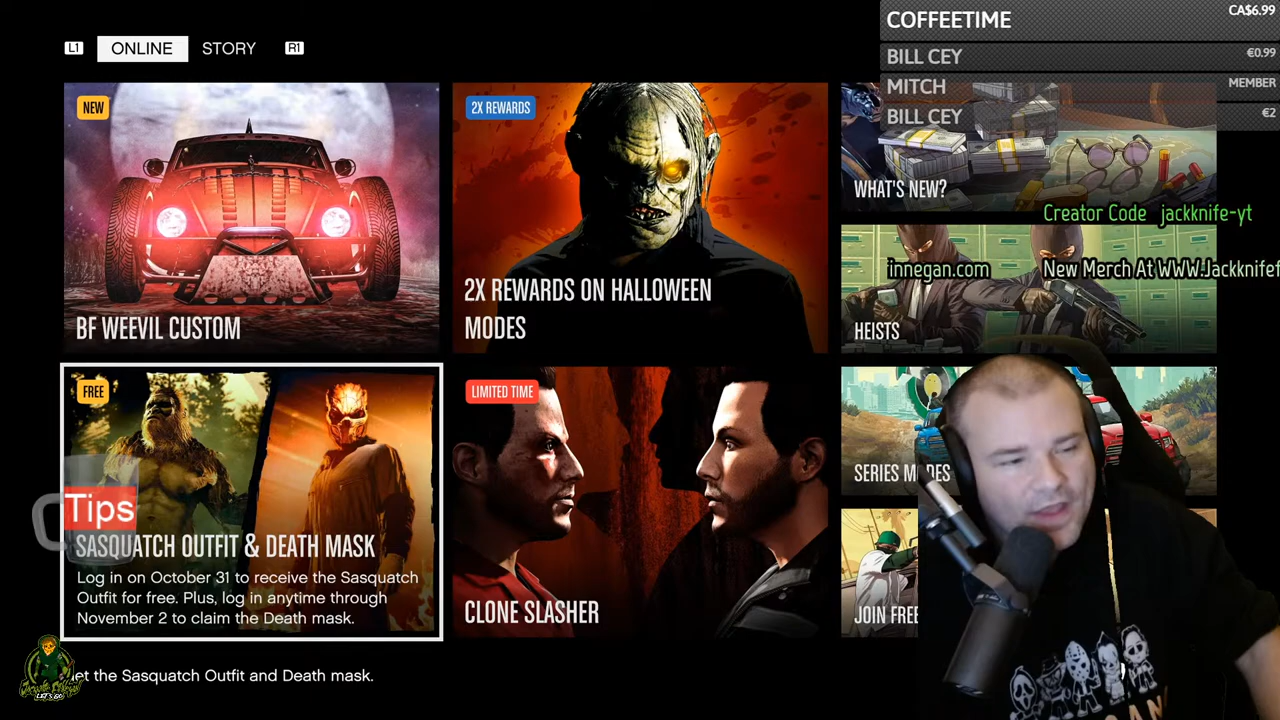 L1
ONLINE
STORY
R1
COFFEETIME
CA$6.99
BILL CEY
€0.99
MITCH
MEMBER
BILL CEY
€2
NEW
BF WEEVIL CUSTOM
2X REWARDS
2X REWARDS ON HALLOWEEN
MODES
WHAT'S NEW?
Creator Code jackknife-yt
innegan.com
New Merch At WWW.Jackknifef
HEISTS
FREE
Tips
SASQUATCH OUTFIT & DEATH MASK
Log in on October 31 to receive the Sasquatch
Outfit for free. Plus, log in anytime through
November 2 to claim the Death mask.
LIMITED TIME
CLONE SLASHER
SERIES M DES
JOIN FREE
et the Sasquatch Outfit and Death mask.
LET'S GO